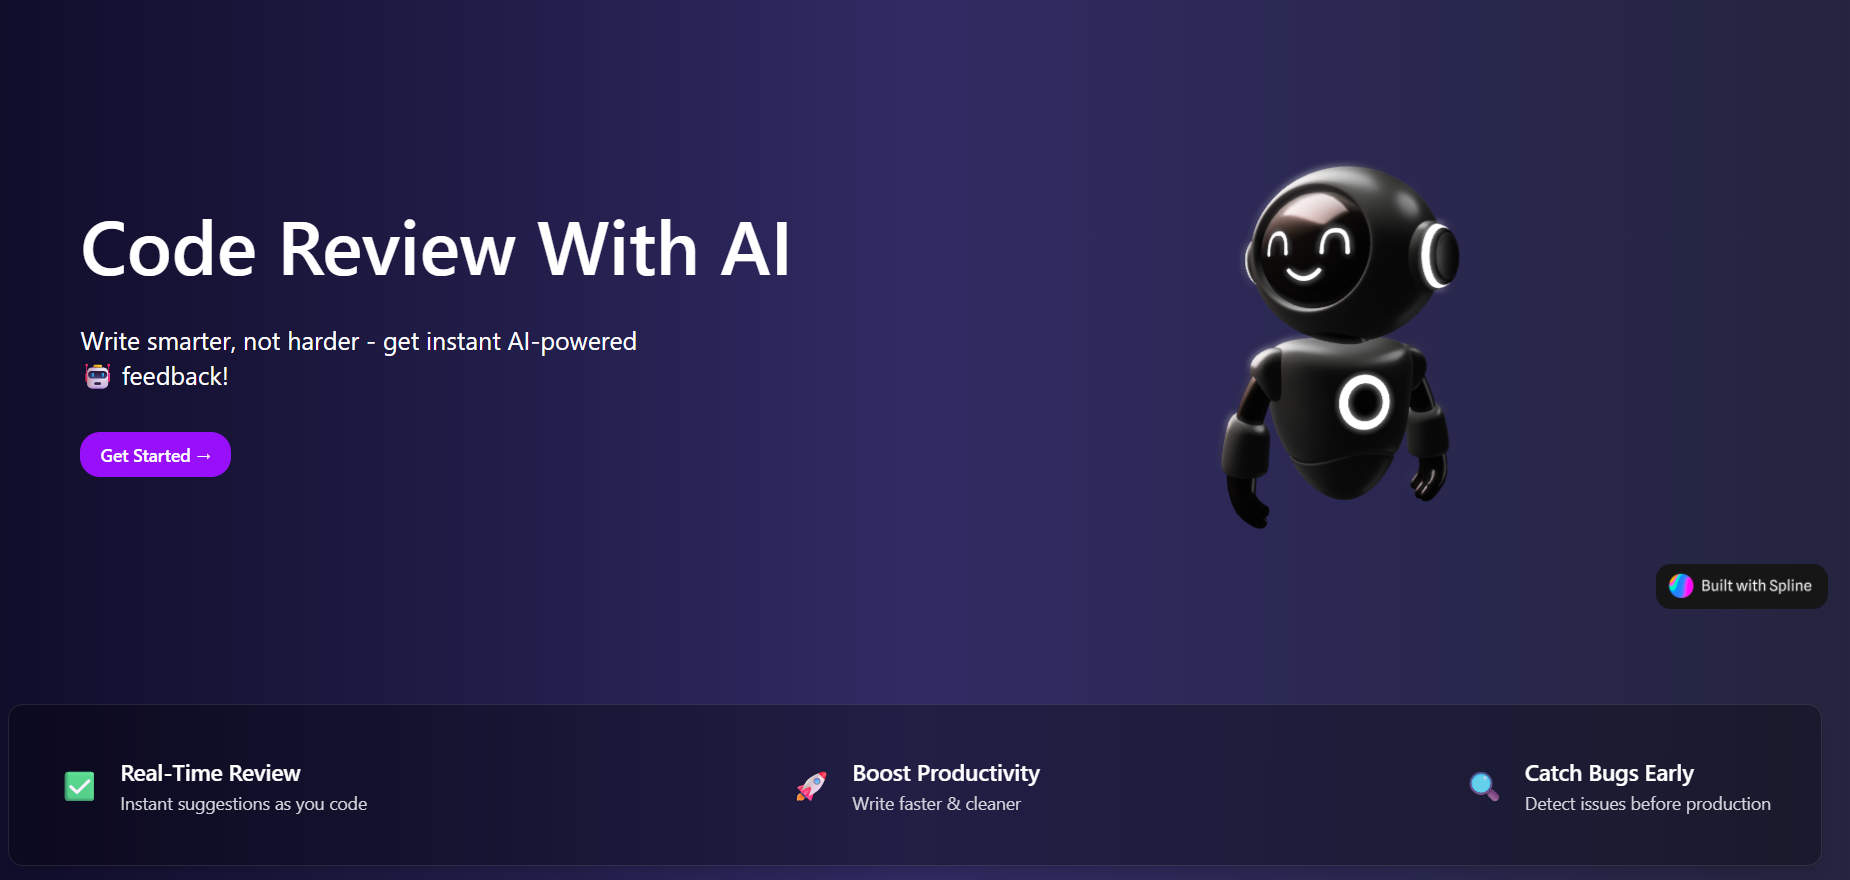 Code Review With AI
Write smarter, not harder - get instant AI-powered
🤖 feedback!
Get Started →
Built with Spline
✅ Real-Time Review
Instant suggestions as you code
🚀 Boost Productivity
Write faster & cleaner
🔍 Catch Bugs Early
Detect issues before production